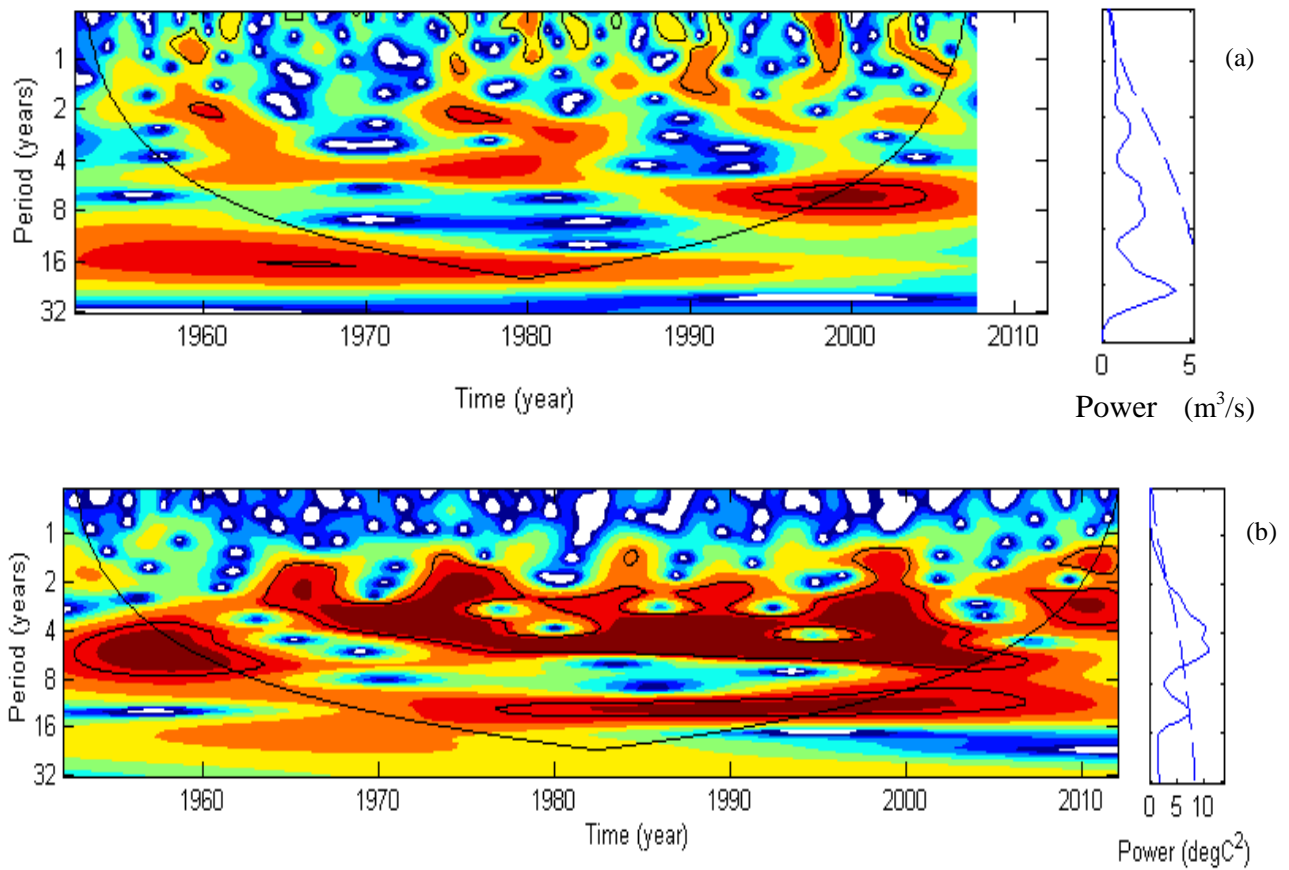 Period (years)
1
2
4
8
16
32
1960
1970
1980
1990
2000
2010
Time (year)
(a)
0
5
Power (m³/s)
Period (years)
1
2
4
8
16
32
1960
1970
1980
1990
2000
2010
Time (year)
(b)
0 5 10
Power (degC²)